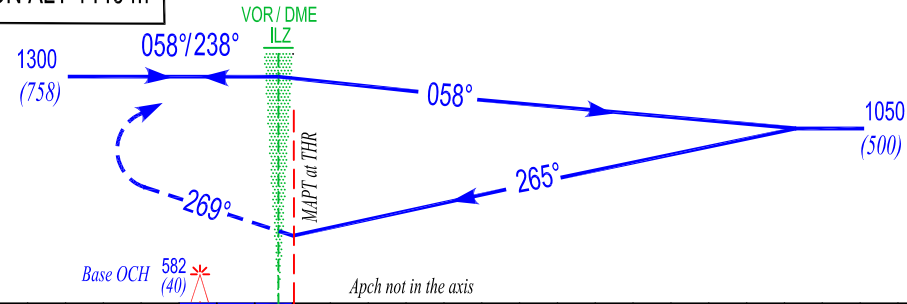 VOR / DME
ILZ
1300
(758)
058°/238°
058°
1050
(500)
MAPT at THR
265°
269°
Base OCH
582
(40)
Apch not in the axis